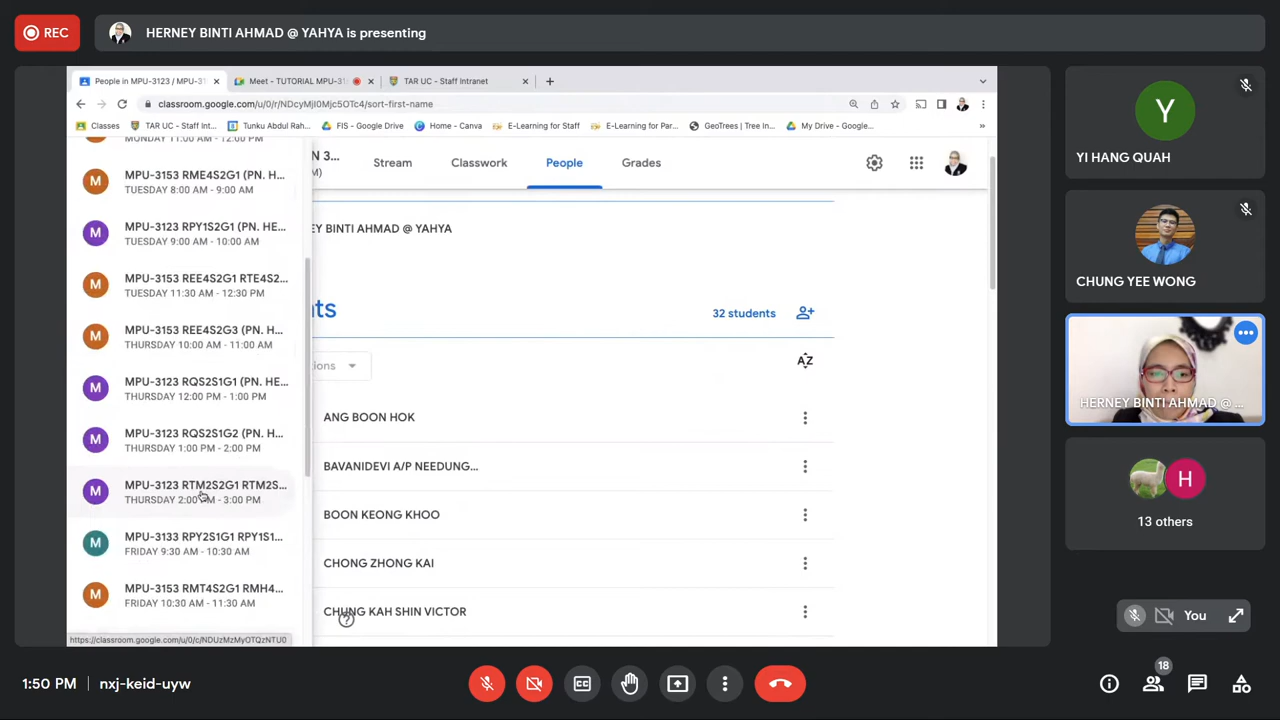 REC
HERNEY BINTI AHMAD @ YAHYA is presenting
People in MPU-3123 / MPU-31
Meet - TUTORIAL MPU-31
TAR UC - Staff Intranet
classroom.google.com/u/0/r/NDcyMjI0Mjc5OTc4/sort-first-name
Classes
TAR UC - Staff Int...
Tunku Abdul Rah...
FIS - Google Drive
Home - Canva
E-Learning for Staff
E-Learning for Par...
GeoTrees | Tree In...
My Drive - Google...
MONDAY 11:00 AM - 12:00 PM
M
MPU-3153 RME4S2G1 (PN. H...
TUESDAY 8:00 AM - 9:00 AM
M
MPU-3123 RPY1S2G1 (PN. HE...
TUESDAY 9:00 AM - 10:00 AM
M
MPU-3153 REE4S2G1 RTE4S2...
TUESDAY 11:30 AM - 12:30 PM
M
MPU-3153 REE4S2G3 (PN. H...
THURSDAY 10:00 AM - 11:00 AM
M
MPU-3123 RQS2S1G1 (PN. HE...
THURSDAY 12:00 PM - 1:00 PM
M
MPU-3123 RQS2S1G2 (PN. H...
THURSDAY 1:00 PM - 2:00 PM
M
MPU-3123 RTM2S2G1 RTM2S...
THURSDAY 2:00 PM - 3:00 PM
M
MPU-3133 RPY2S1G1 RPY1S1...
FRIDAY 9:30 AM - 10:30 AM
M
MPU-3153 RMT4S2G1 RMH4...
FRIDAY 10:30 AM - 11:30 AM
https://classroom.google.com/u/0/c/NDUzMzMyOTQzNTU0
N 3...
M)
Stream
Classwork
People
Grades
EY BINTI AHMAD @ YAHYA
nts
32 students
ions
AZ
ANG BOON HOK
BAVANIDEVI A/P NEEDUNG...
BOON KEONG KHOO
CHONG ZHONG KAI
CHUNG KAH SHIN VICTOR
Y
YI HANG QUAH
CHUNG YEE WONG
HERNEY BINTI AHMAD @ ...
H
13 others
You
1:50 PM
nxj-keid-uyw
CC
18